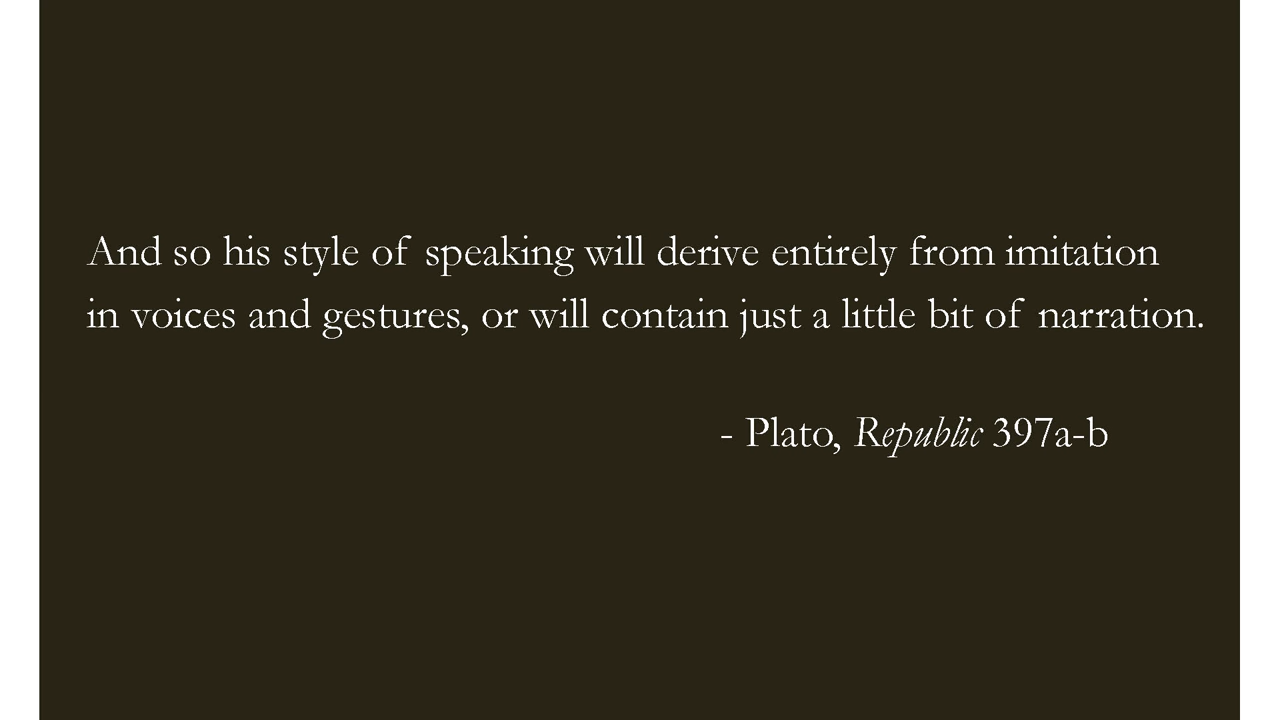 And so his style of speaking will derive entirely from imitation
in voices and gestures, or will contain just a little bit of narration.
- Plato, Republic 397a-b